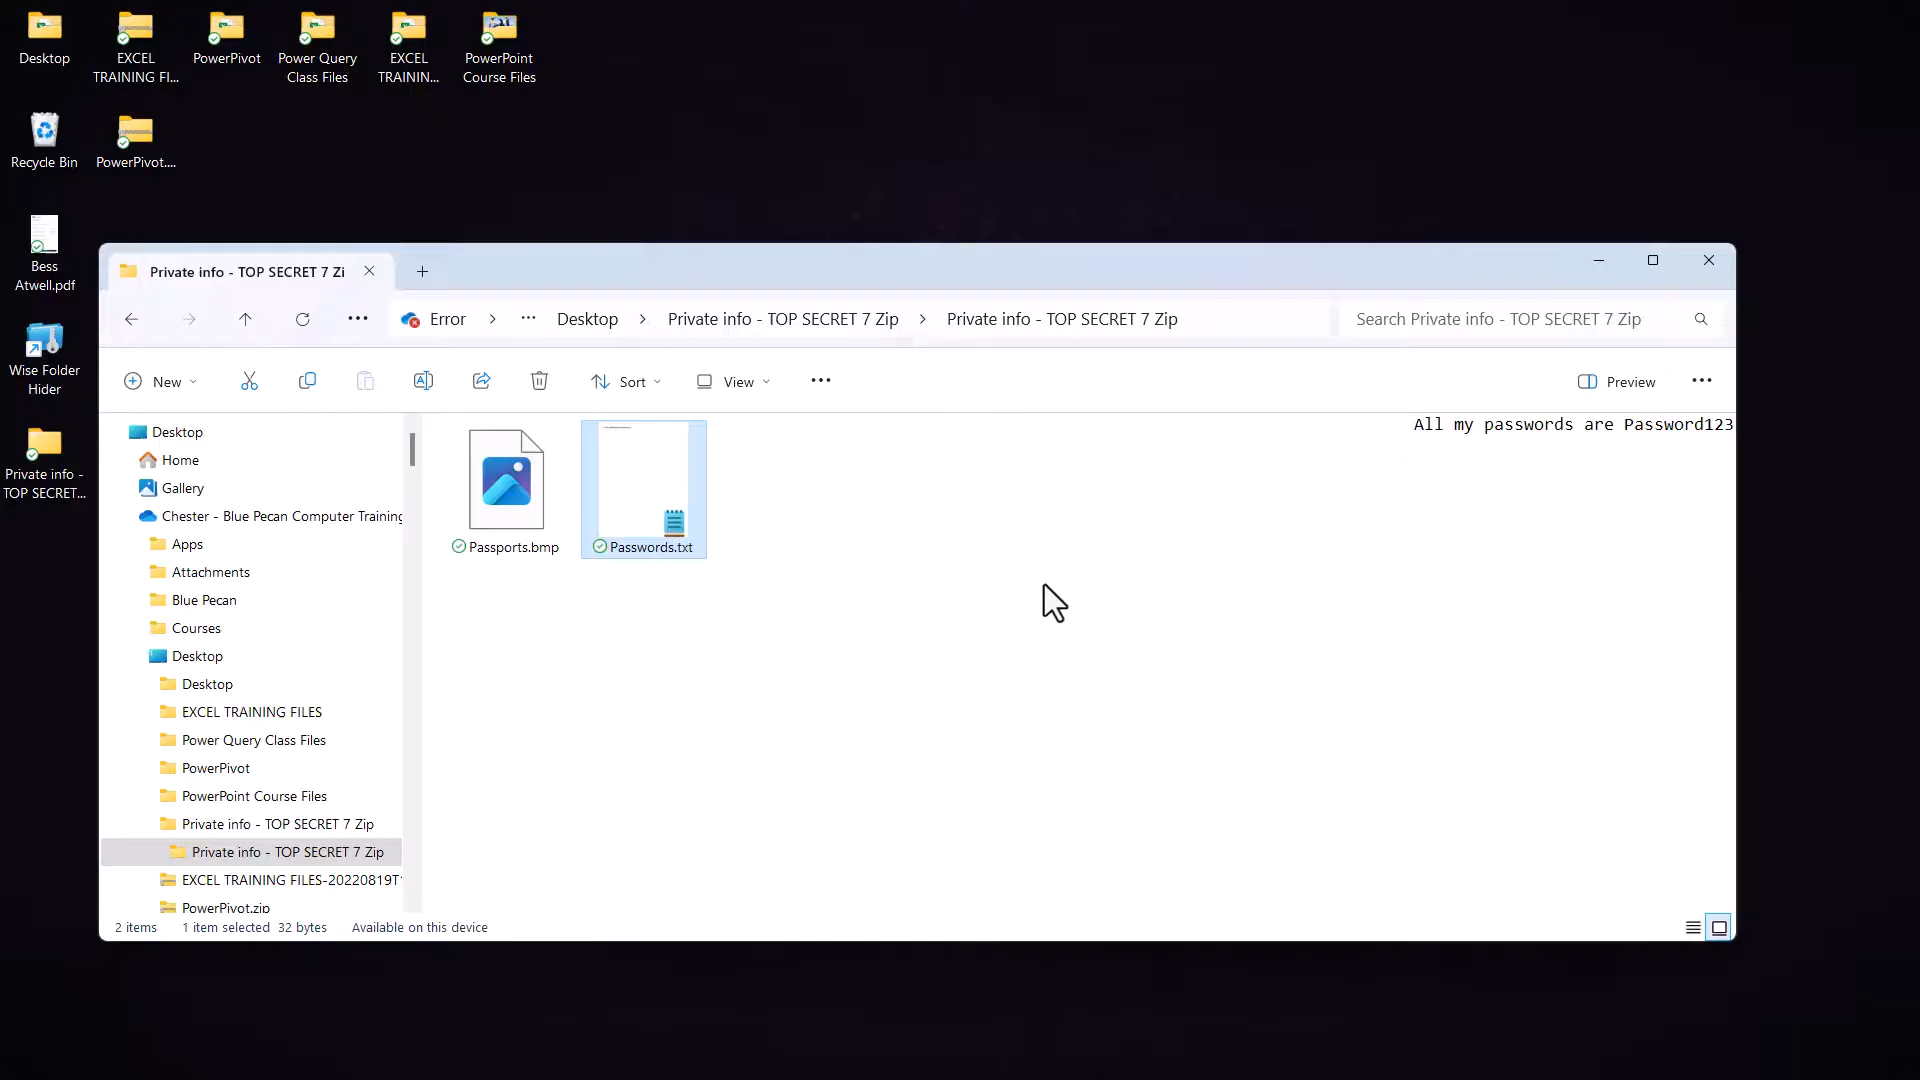 Desktop
EXCEL
TRAINING FI...
PowerPivot
Power Query
Class Files
EXCEL
TRAININ...
PowerPoint
Course Files
Recycle Bin
PowerPivot....
Bess
Atwell.pdf
Wise Folder
Hider
Private info -
TOP SECRET...
Private info - TOP SECRET 7 Zi
Error > ... Desktop > Private info - TOP SECRET 7 Zip > Private info - TOP SECRET 7 Zip
Search Private info - TOP SECRET 7 Zip
New
Sort
View
Preview
Desktop
Home
Gallery
Chester - Blue Pecan Computer Training
Apps
Attachments
Blue Pecan
Courses
Desktop
Desktop
EXCEL TRAINING FILES
Power Query Class Files
PowerPivot
PowerPoint Course Files
Private info - TOP SECRET 7 Zip
Private info - TOP SECRET 7 Zip
EXCEL TRAINING FILES-20220819T
PowerPivot.zip
Passports.bmp
Passwords.txt
All my passwords are Password123
2 items 1 item selected 32 bytes Available on this device